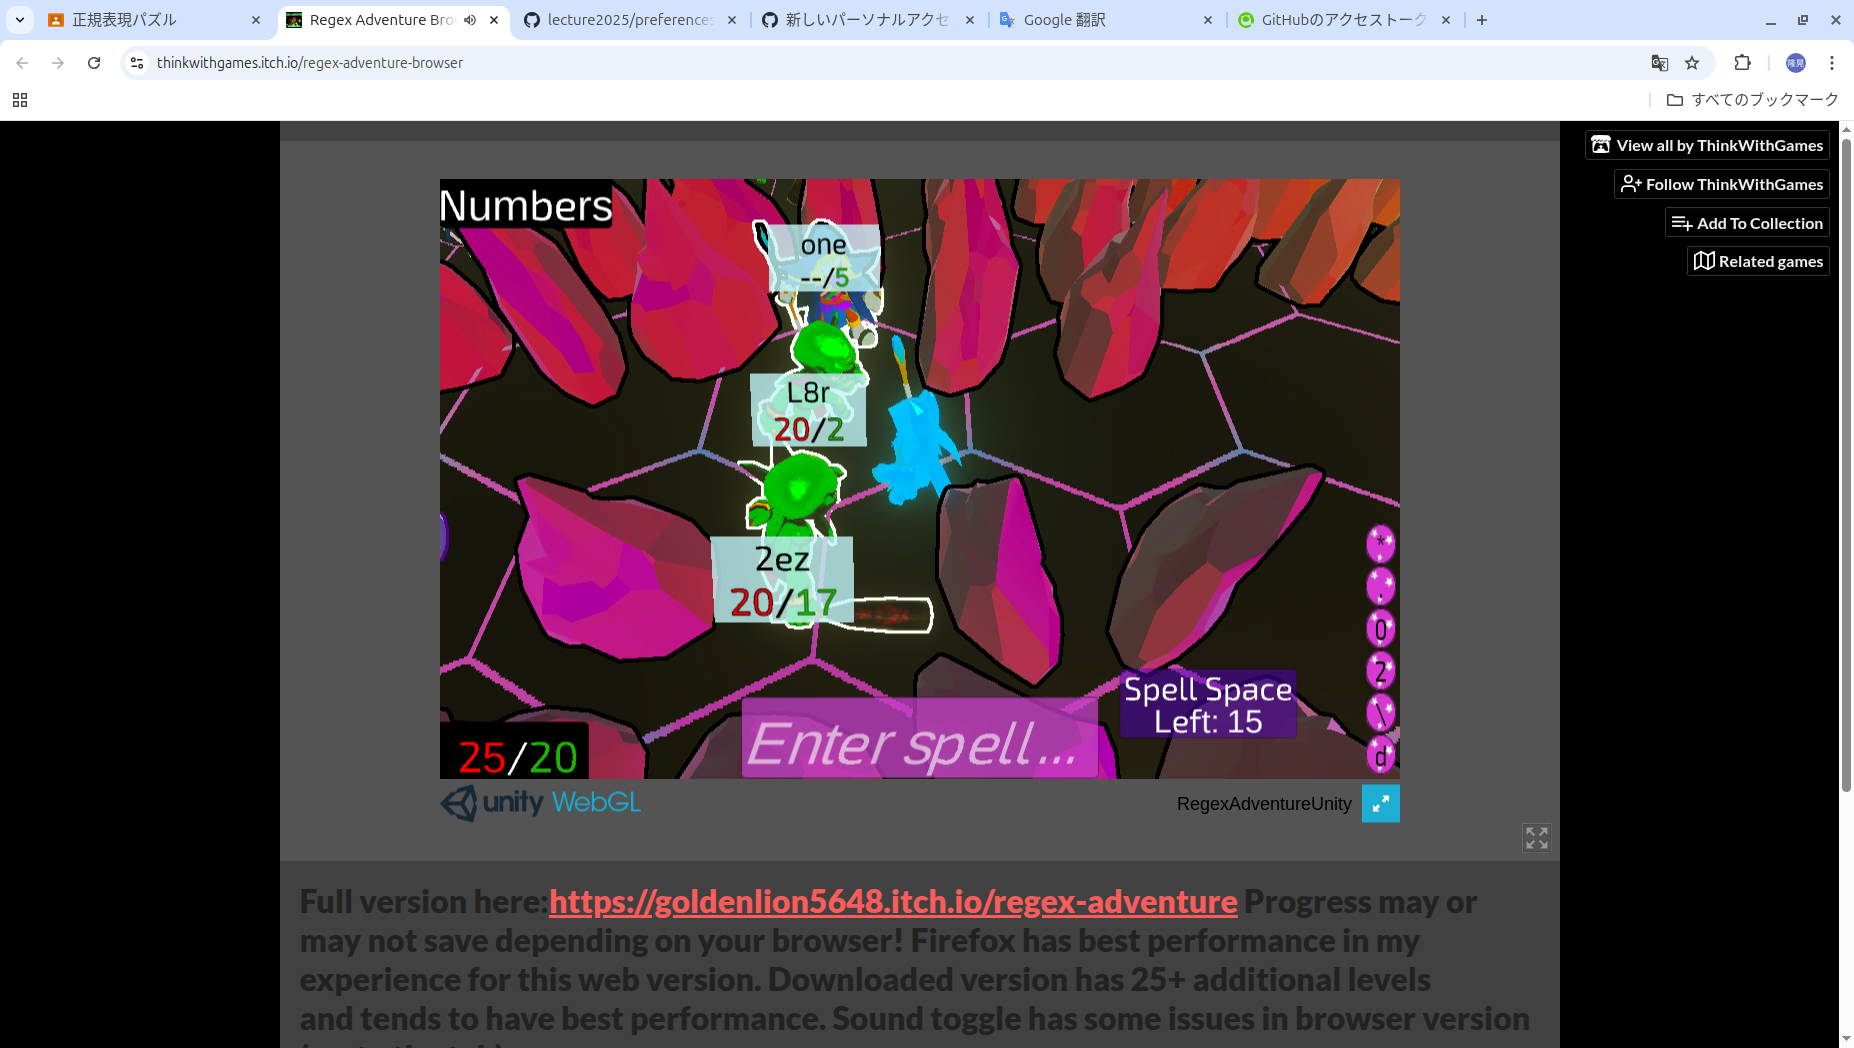 正規表現パズル
Regex Adventure Brow
lecture2025/preferences
新しいパーソナルアクセ
Google 翻訳
GitHubのアクセストーク
thinkwithgames.itch.io/regex-adventure-browser
隆晃
すべてのブックマーク
View all by ThinkWithGames
Follow ThinkWithGames
Add To Collection
Related games
Numbers
one
--/5
L8r
20/2
2ez
20/17
*
.
0
2
\
d
Spell Space
Left: 15
Enter spell...
25/20
unity WebGL
RegexAdventureUnity
Full version here:https://goldenlion5648.itch.io/regex-adventure Progress may or
may not save depending on your browser! Firefox has best performance in my
experience for this web version. Downloaded version has 25+ additional levels
and tends to have best performance. Sound toggle has some issues in browser version